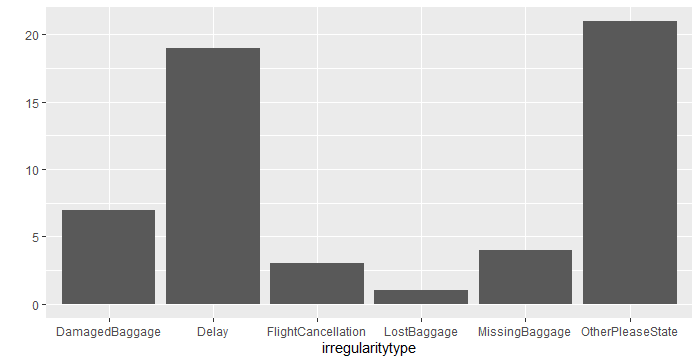 20
15
10
5
0
DamagedBaggage Delay FlightCancellation LostBaggage MissingBaggage OtherPleaseState
irregularitytype